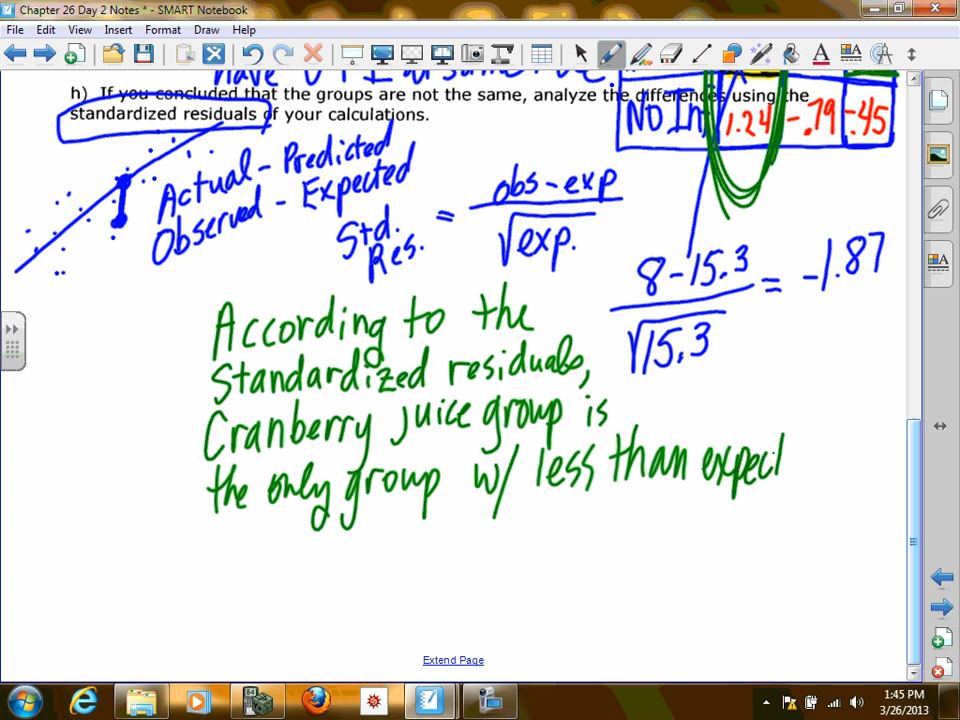 Chapter 26 Day 2 Notes * - SMART Notebook
File Edit View Insert Format Draw Help
h) If you concluded that the groups are not the same, analyze the differences using the
standardized residuals of your calculations.
NO In
1.24 -.79 -.45
Actual - Predicted
Observed - Expected
Std. Res. = obs - exp / √exp.
8 - 15.3 / √15.3 = -1.87
According to the
Standardized residuals,
Cranberry juice group is
the only group w/ less than expect
Extend Page
1:45 PM
3/26/2013